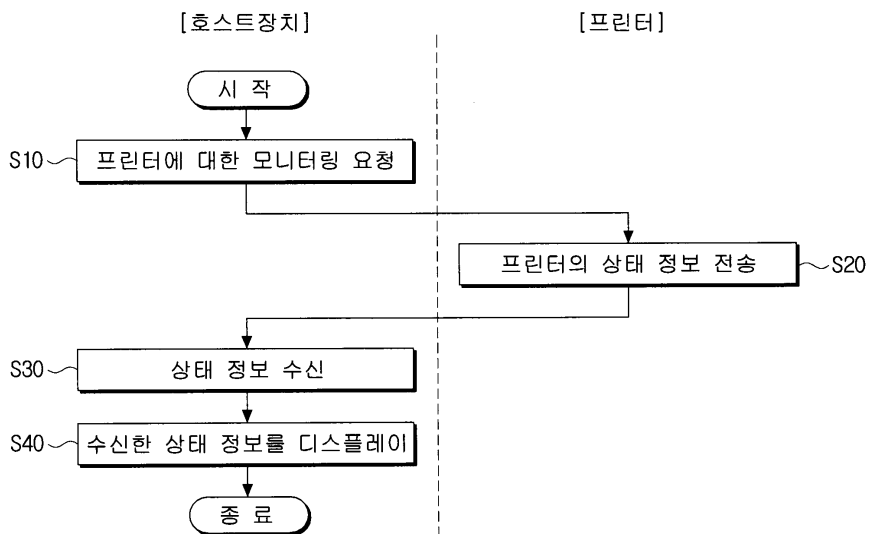 [호스트장치] [프린터]
시 작
S10 프린터에 대한 모니터링 요청
프린터의 상태 정보 전송 S20
S30 상태 정보 수신
S40 수신한 상태 정보를 디스플레이
종 료